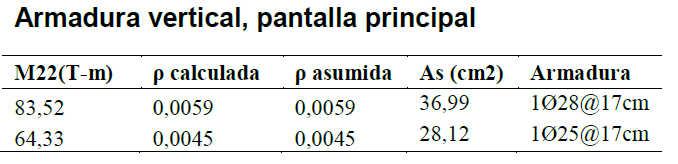 Armadura vertical, pantalla principal
M22(T-m) ρ calculada ρ asumida As (cm2) Armadura
83,52 0,0059 0,0059 36,99 1Ø28@17cm
64,33 0,0045 0,0045 28,12 1Ø25@17cm